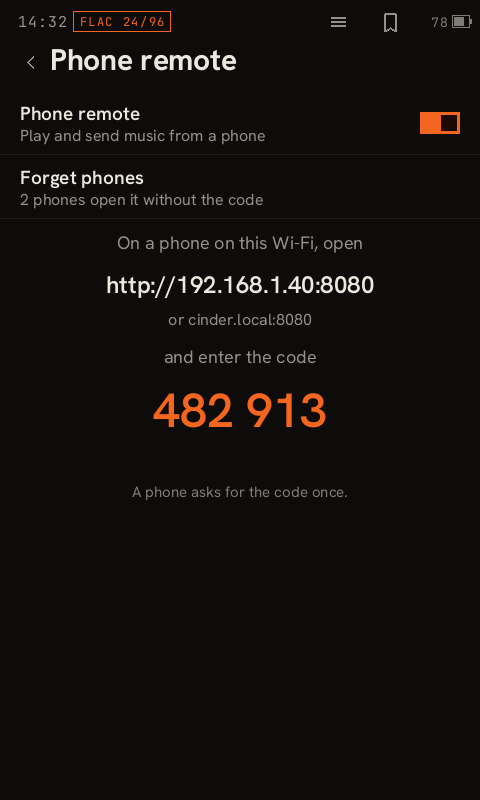 14:32 FLAC 24/96 78
Phone remote
Phone remote
Play and send music from a phone
Forget phones
2 phones open it without the code
On a phone on this Wi-Fi, open
http://192.168.1.40:8080
or cinder.local:8080
and enter the code
482 913
A phone asks for the code once.